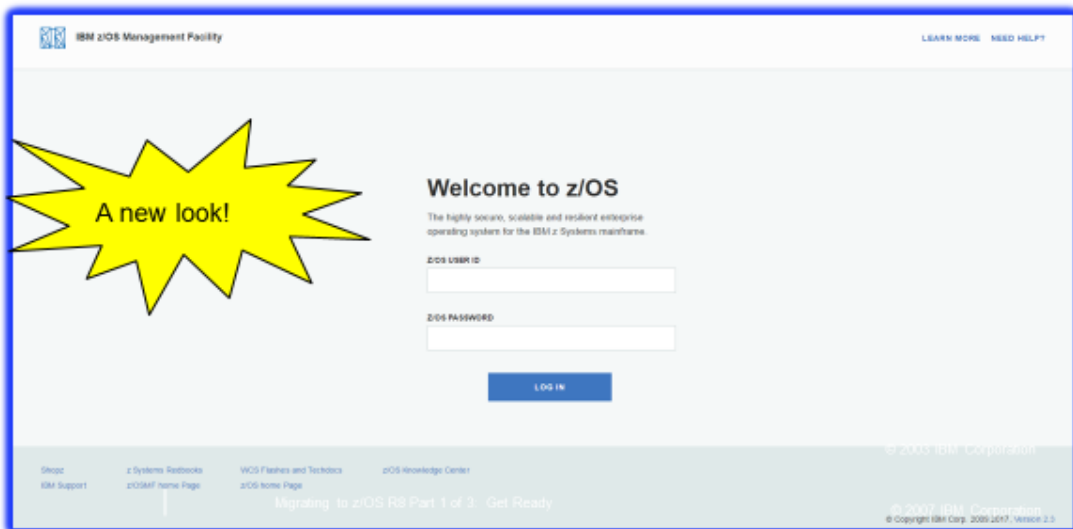 IBM z/OS Management Facility
LEARN MORE NEED HELP?
A new look!
Welcome to z/OS
The highly secure, scalable and resilient enterprise
operating system for the IBM z Systems mainframe.
Z/OS USER ID
Z/OS PASSWORD
LOG IN
© 2003 IBM Corporation
Shopz z Systems Redbooks WCS Flashes and Techdocs z/OS Knowledge Center
IBM Support z/OSMF home Page z/OS home Page
Migrating to z/OS R8 Part 1 of 3: Get Ready
© 2007 IBM Corporation
© Copyright IBM Corp. 2009-2017, Version 2.3